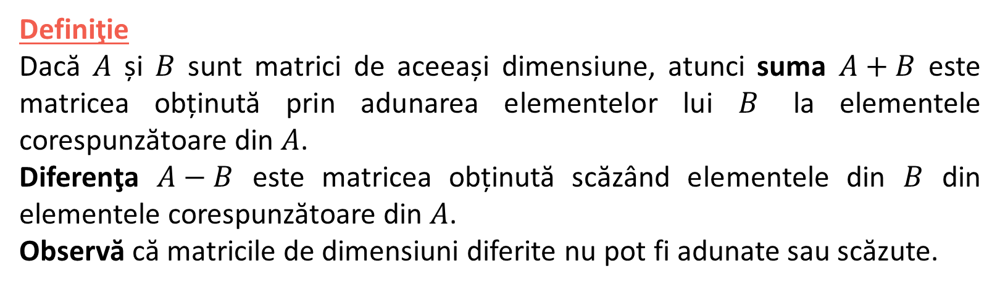 Definiţie
Dacă A și B sunt matrici de aceeași dimensiune, atunci suma A + B este
matricea obținută prin adunarea elementelor lui B la elementele
corespunzătoare din A.
Diferenţa A − B este matricea obținută scăzând elementele din B din
elementele corespunzătoare din A.
Observă că matricile de dimensiuni diferite nu pot fi adunate sau scăzute.